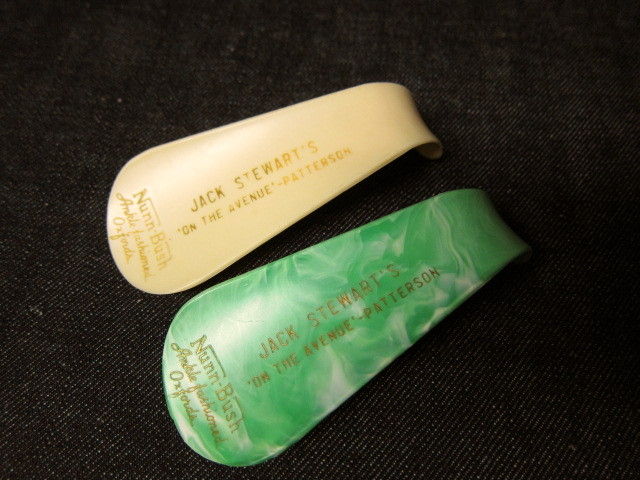 Nunn-Bush
Ankle fashioned
Oxfords
JACK STEWART'S
'ON THE AVENUE'-PATTERSON
Nunn-Bush
Ankle fashioned
Oxfords
JACK STEWART'S
'ON THE AVENUE'-PATTERSON